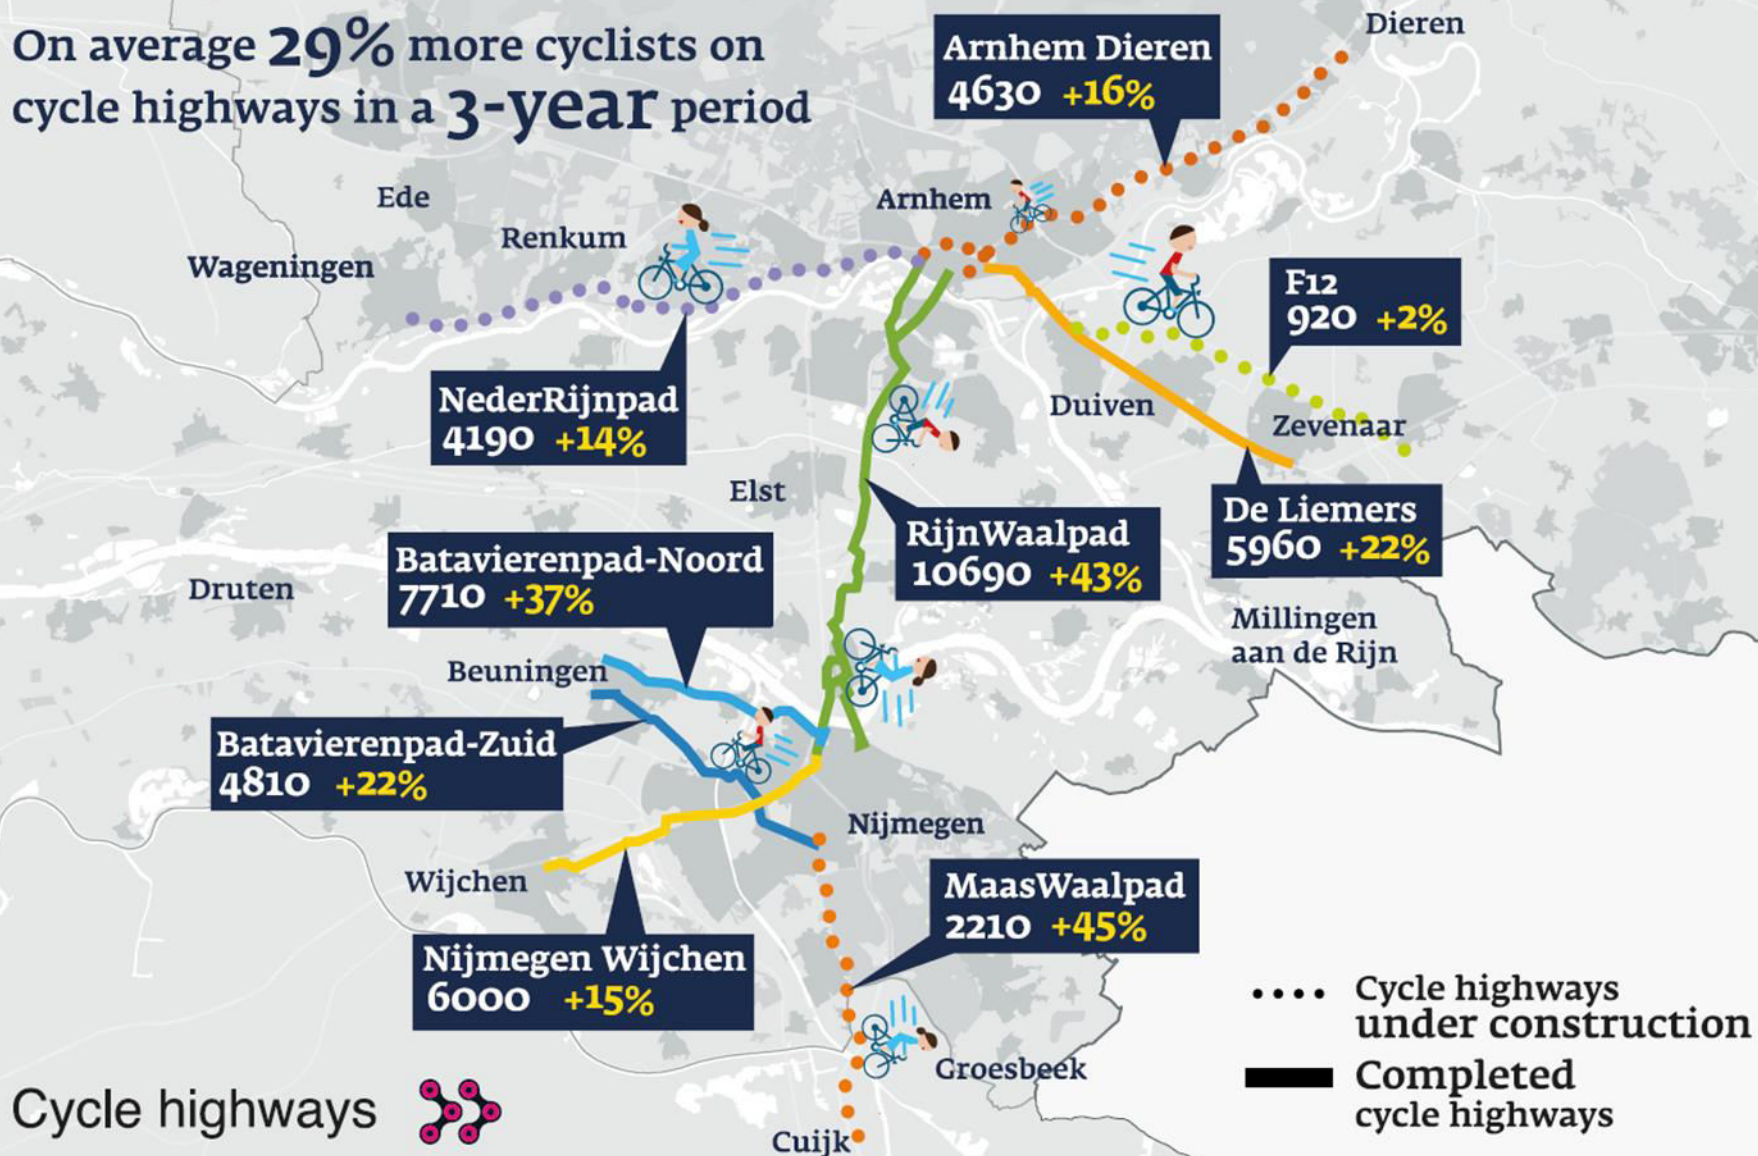 On average 29% more cyclists on
cycle highways in a 3-year period
Dieren
Arnhem Dieren
4630 +16%
Ede
Arnhem
Renkum
Wageningen
F12
920 +2%
NederRijnpad
4190 +14%
Duiven
Zevenaar
Elst
De Liemers
5960 +22%
RijnWaalpad
10690 +43%
Batavierenpad-Noord
7710 +37%
Druten
Millingen
aan de Rijn
Beuningen
Batavierenpad-Zuid
4810 +22%
Nijmegen
Wijchen
MaasWaalpad
2210 +45%
Nijmegen Wijchen
6000 +15%
Cycle highways
under construction
Groesbeek
Completed
cycle highways
Cycle highways
Cuijk